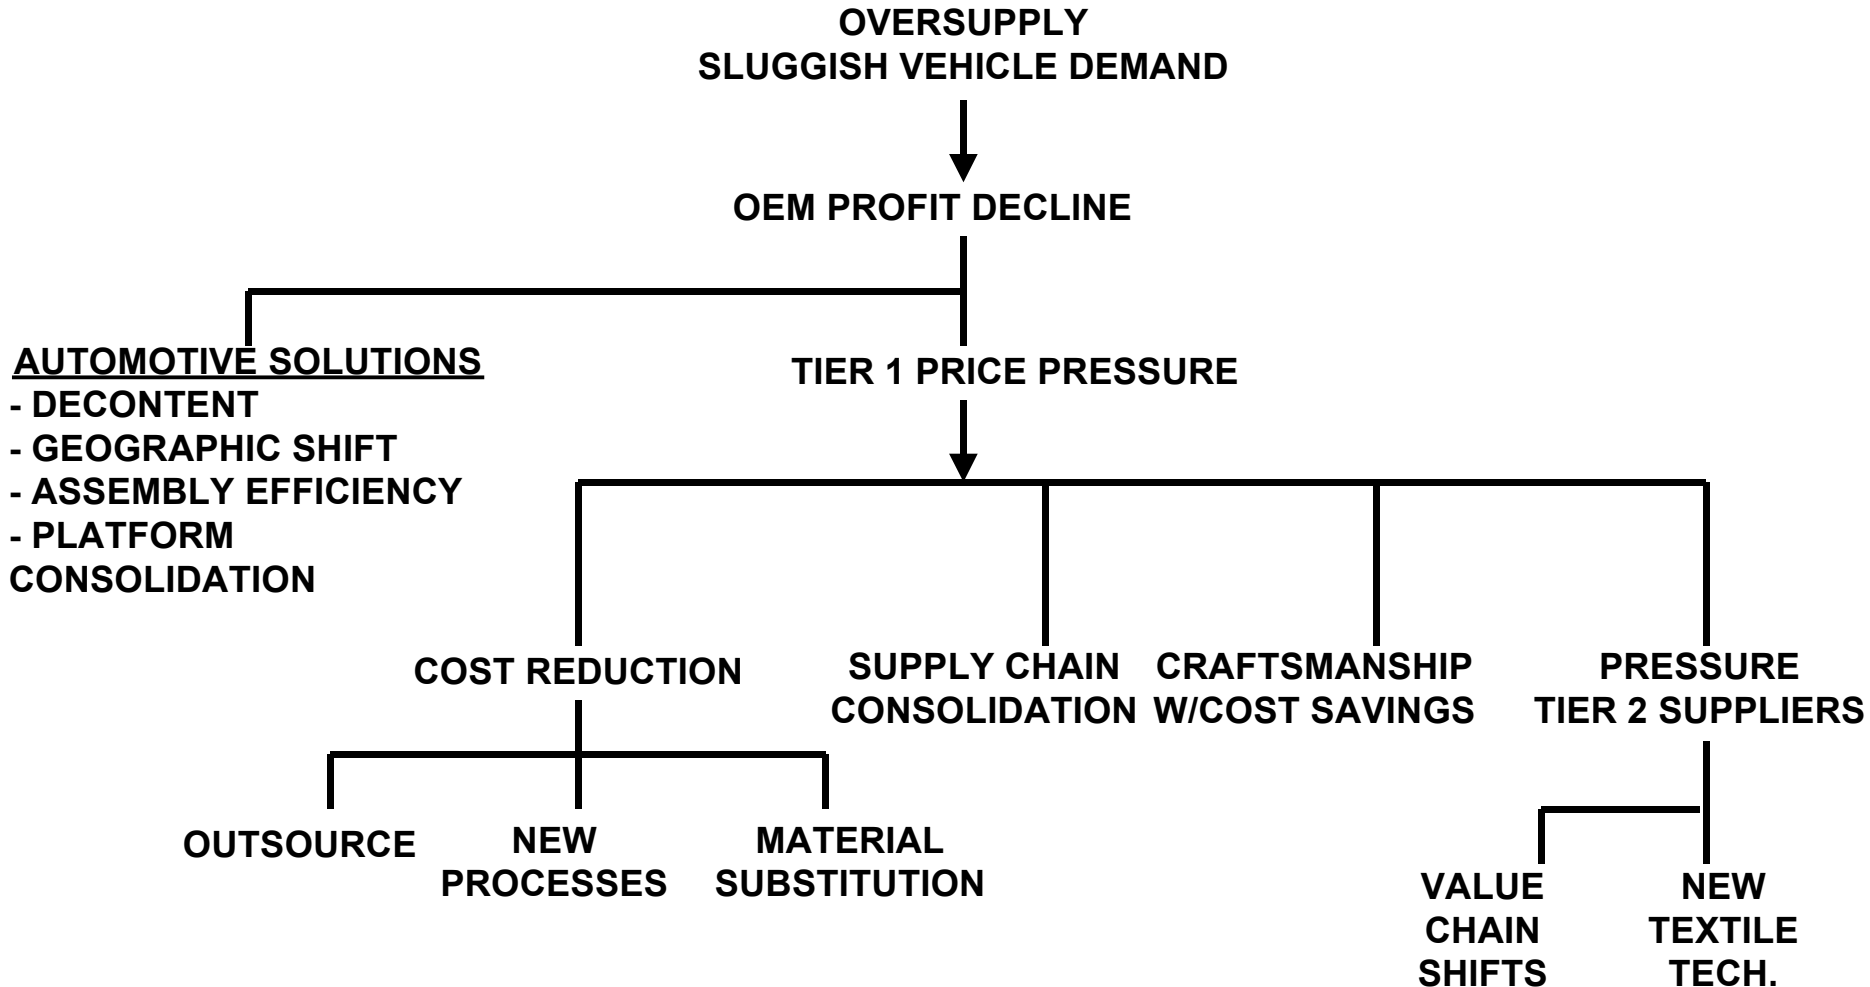 OVERSUPPLY
SLUGGISH VEHICLE DEMAND
OEM PROFIT DECLINE
AUTOMOTIVE SOLUTIONS
- DECONTENT
- GEOGRAPHIC SHIFT
- ASSEMBLY EFFICIENCY
- PLATFORM
CONSOLIDATION
TIER 1 PRICE PRESSURE
COST REDUCTION
SUPPLY CHAIN
CONSOLIDATION
CRAFTSMANSHIP
W/COST SAVINGS
PRESSURE
TIER 2 SUPPLIERS
OUTSOURCE
NEW
PROCESSES
MATERIAL
SUBSTITUTION
VALUE
CHAIN
SHIFTS
NEW
TEXTILE
TECH.